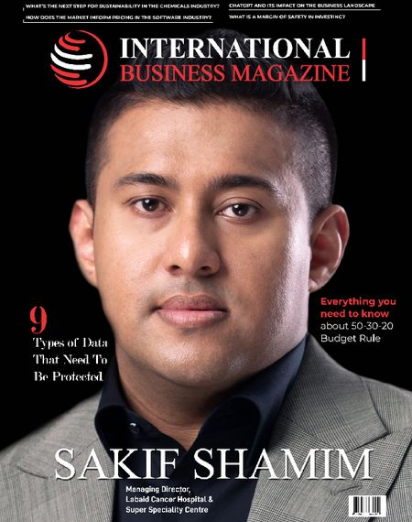 WHAT'S THE NEXT STEP FOR SUSTAINABILITY IN THE CHEMICALS INDUSTRY?
CHATGPT AND ITS IMPACT ON THE BUSINESS LANDSCAPE
HOW DOES THE MARKET INFORM PRICING IN THE SOFTWARE INDUSTRY?
WHAT IS A MARGIN OF SAFETY IN INVESTING?
INTERNATIONAL
BUSINESS MAGAZINE
9
Types of Data
That Need To
Be Protected
Everything you
need to know
about 50-30-20
Budget Rule
SAKIF SHAMIM
Managing Director,
Labaid Cancer Hospital &
Super Speciality Centre